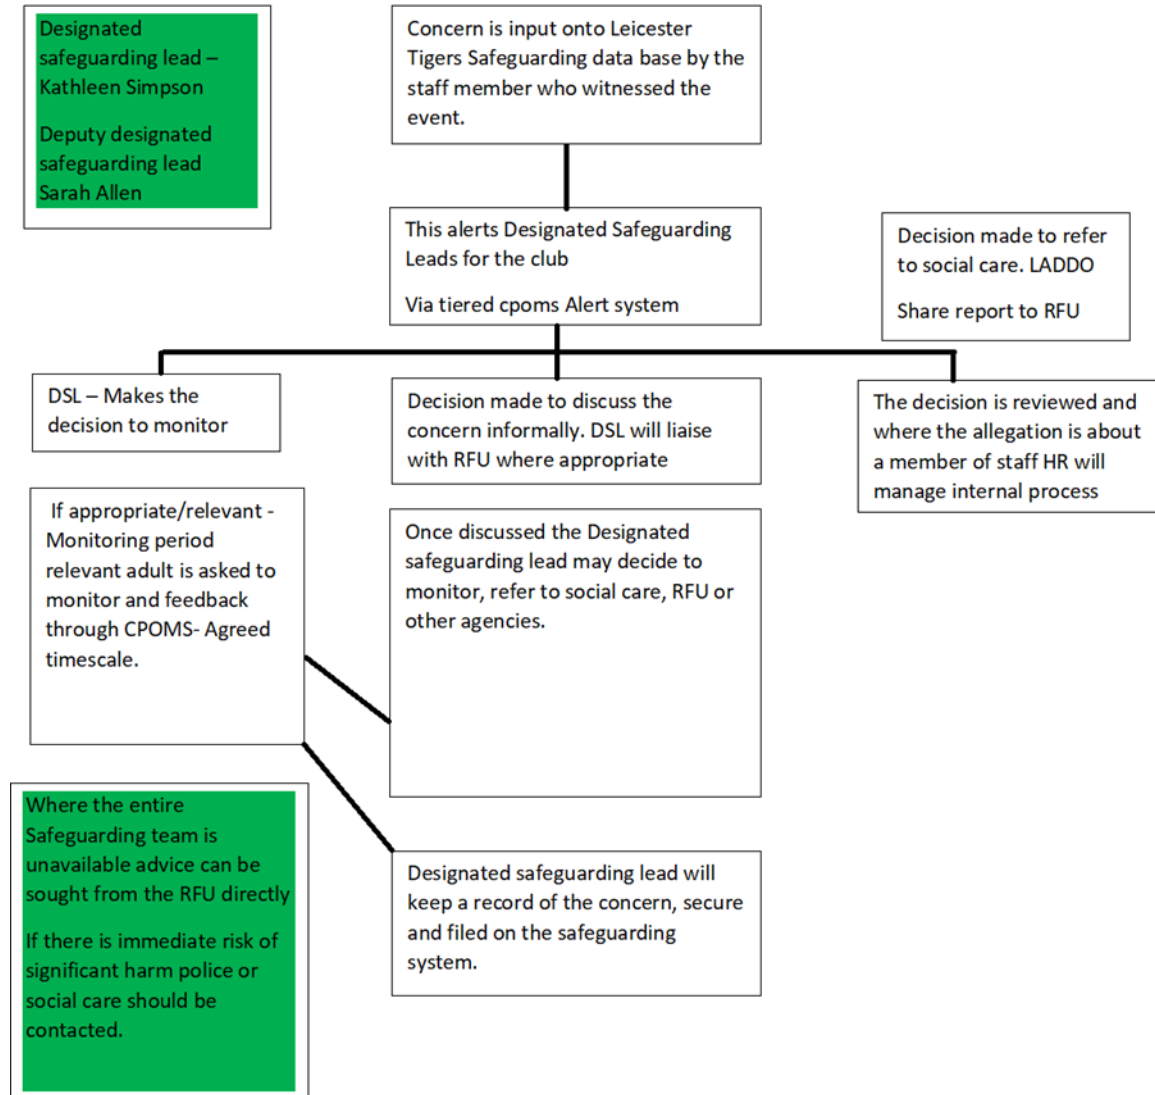 Designated
safeguarding lead –
Kathleen Simpson
Deputy designated
safeguarding lead
Sarah Allen
Concern is input onto Leicester
Tigers Safeguarding data base by the
staff member who witnessed the
event.
This alerts Designated Safeguarding
Leads for the club
Via tiered cpoms Alert system
Decision made to refer
to social care. LADDO
Share report to RFU
DSL – Makes the
decision to monitor
Decision made to discuss the
concern informally. DSL will liaise
with RFU where appropriate
The decision is reviewed and
where the allegation is about
a member of staff HR will
manage internal process
If appropriate/relevant -
Monitoring period
relevant adult is asked to
monitor and feedback
through CPOMS- Agreed
timescale.
Once discussed the Designated
safeguarding lead may decide to
monitor, refer to social care, RFU or
other agencies.
Where the entire
Safeguarding team is
unavailable advice can be
sought from the RFU directly
If there is immediate risk of
significant harm police or
social care should be
contacted.
Designated safeguarding lead will
keep a record of the concern, secure
and filed on the safeguarding
system.